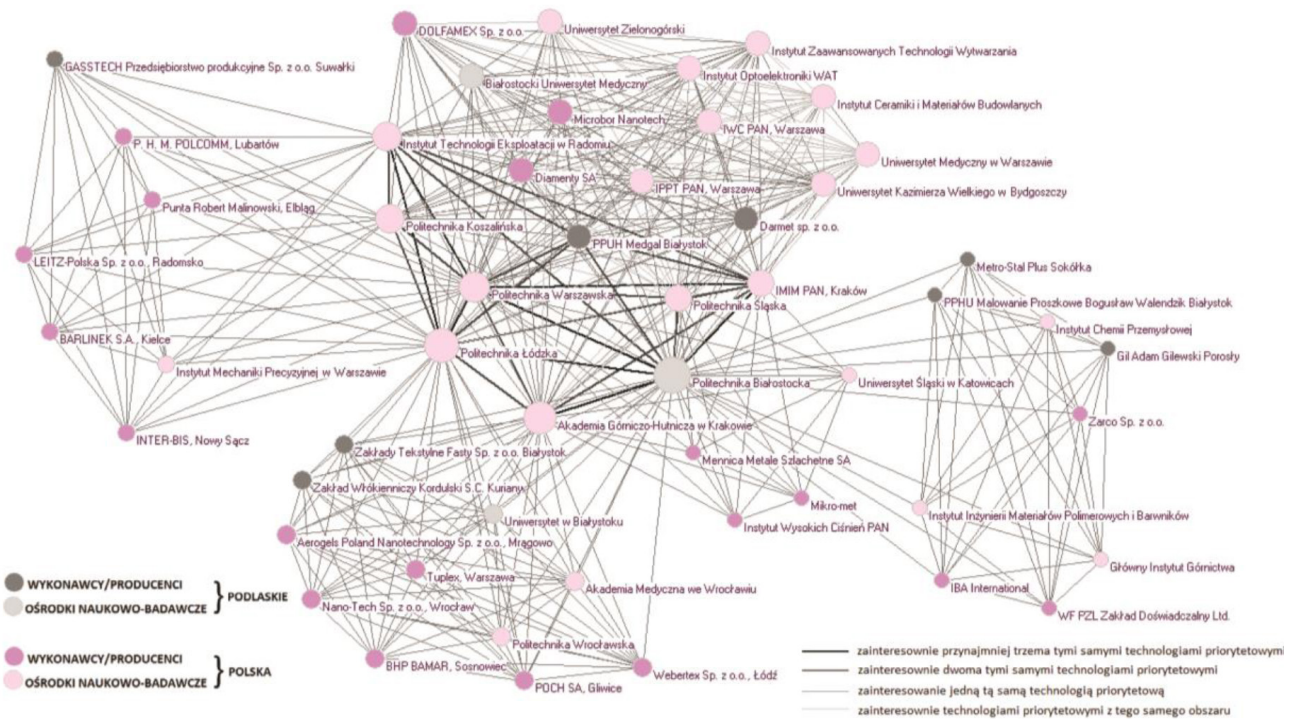 DOLFAMEX Sp. z o.o.
Uniwersytet Zielonogórski
Instytut Zaawansowanych Technologii Wytwarzania
GASSTECH Przedsiębiorstwo produkcyjne Sp. z o.o. Suwałki
Białostocki Uniwersytet Medyczny
Instytut Optoelektroniki WAT
Instytut Ceramiki i Materiałów Budowlanych
Microbor Nanotech
IWC PAN, Warszawa
P. H. M. POLCOMM, Lubartów
Instytut Technologii Eksploatacji w Radomiu
Uniwersytet Medyczny w Warszawie
Diamenty SA
IPPT PAN, Warszawa
Uniwersytet Kazimierza Wielkiego w Bydgoszczy
Punta Robert Malinowski, Elbląg
Politechnika Koszalińska
Darmet sp. z o.o.
PPUH Medgal Białystok
LEITZ-Polska Sp. z o.o., Radomsko
Metro-Stal Plus Sokółka
Politechnika Warszawska
IMIM PAN, Kraków
Politechnika Śląska
PPHU Malowanie Proszkowe Bogusław Walendzik Białystok
Instytut Chemii Przemysłowej
BARLINEK S.A., Kielce
Politechnika Łódzka
Gil Adam Gilewski Porosły
Instytut Mechaniki Precyzyjnej w Warszawie
Politechnika Białostocka
Uniwersytet Śląski w Katowicach
Akademia Górniczo-Hutnicza w Krakowie
Zarco Sp. z o.o.
INTER-BIS, Nowy Sącz
Zakłady Tekstylne Fasty Sp. z o.o. Białystok
Mennica Metale Szlachetne SA
Zakład Włókienniczy Kordulski S.C. Kuriany
Mikro-met
Uniwersytet w Białystoku
Instytut Wysokich Ciśnień PAN
Instytut Inżynierii Materiałów Polimerowych i Barwników
Aerogels Poland Nanotechnology Sp. z o.o., Mrągowo
Główny Instytut Górnictwa
Tuplex, Warszawa
Akademia Medyczna we Wrocławiu
IBA International
Nano-Tech Sp. z o.o., Wrocław
WF PZL Zakład Doświadczalny Ltd.
Politechnika Wrocławska
BHP BAMAR, Sosnowiec
Webertex Sp. z o.o., Łódź
POCH SA, Gliwice
WYKONAWCY/PRODUCENCI
OŚRODKI NAUKOWO-BADAWCZE
} PODLASKIE
WYKONAWCY/PRODUCENCI
OŚRODKI NAUKOWO-BADAWCZE
} POLSKA
zainteresownie przynajmniej trzema tymi samymi technologiami priorytetowymi
zainteresownie dwoma tymi samymi technologiami priorytetowymi
zainteresowanie jedną tą samą technologią priorytetową
zainteresownie technologiami priorytetowymi z tego samego obszaru